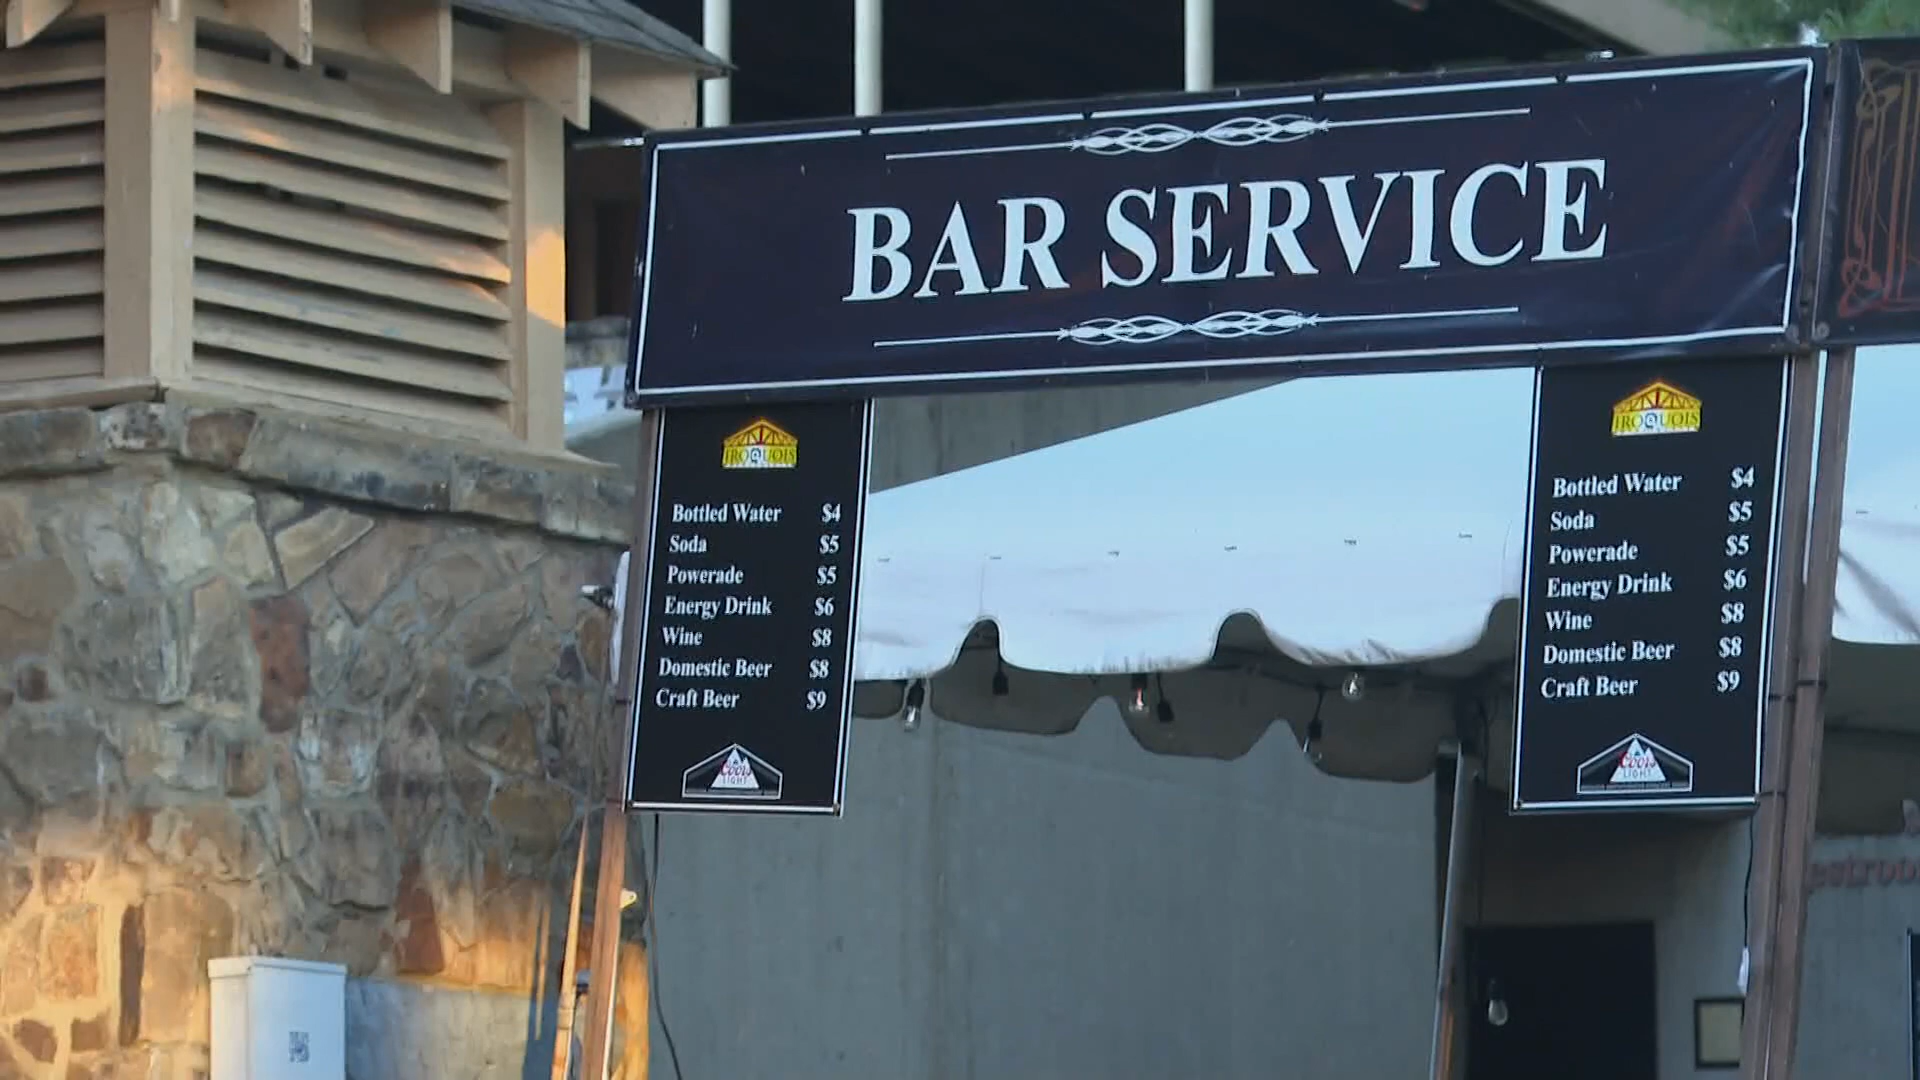 BAR SERVICE
IROQUOIS
Bottled Water $4
Soda $5
Powerade $5
Energy Drink $6
Wine $8
Domestic Beer $8
Craft Beer $9
Coors
LIGHT
IROQUOIS
Bottled Water $4
Soda $5
Powerade $5
Energy Drink $6
Wine $8
Domestic Beer $8
Craft Beer $9
Coors
LIGHT